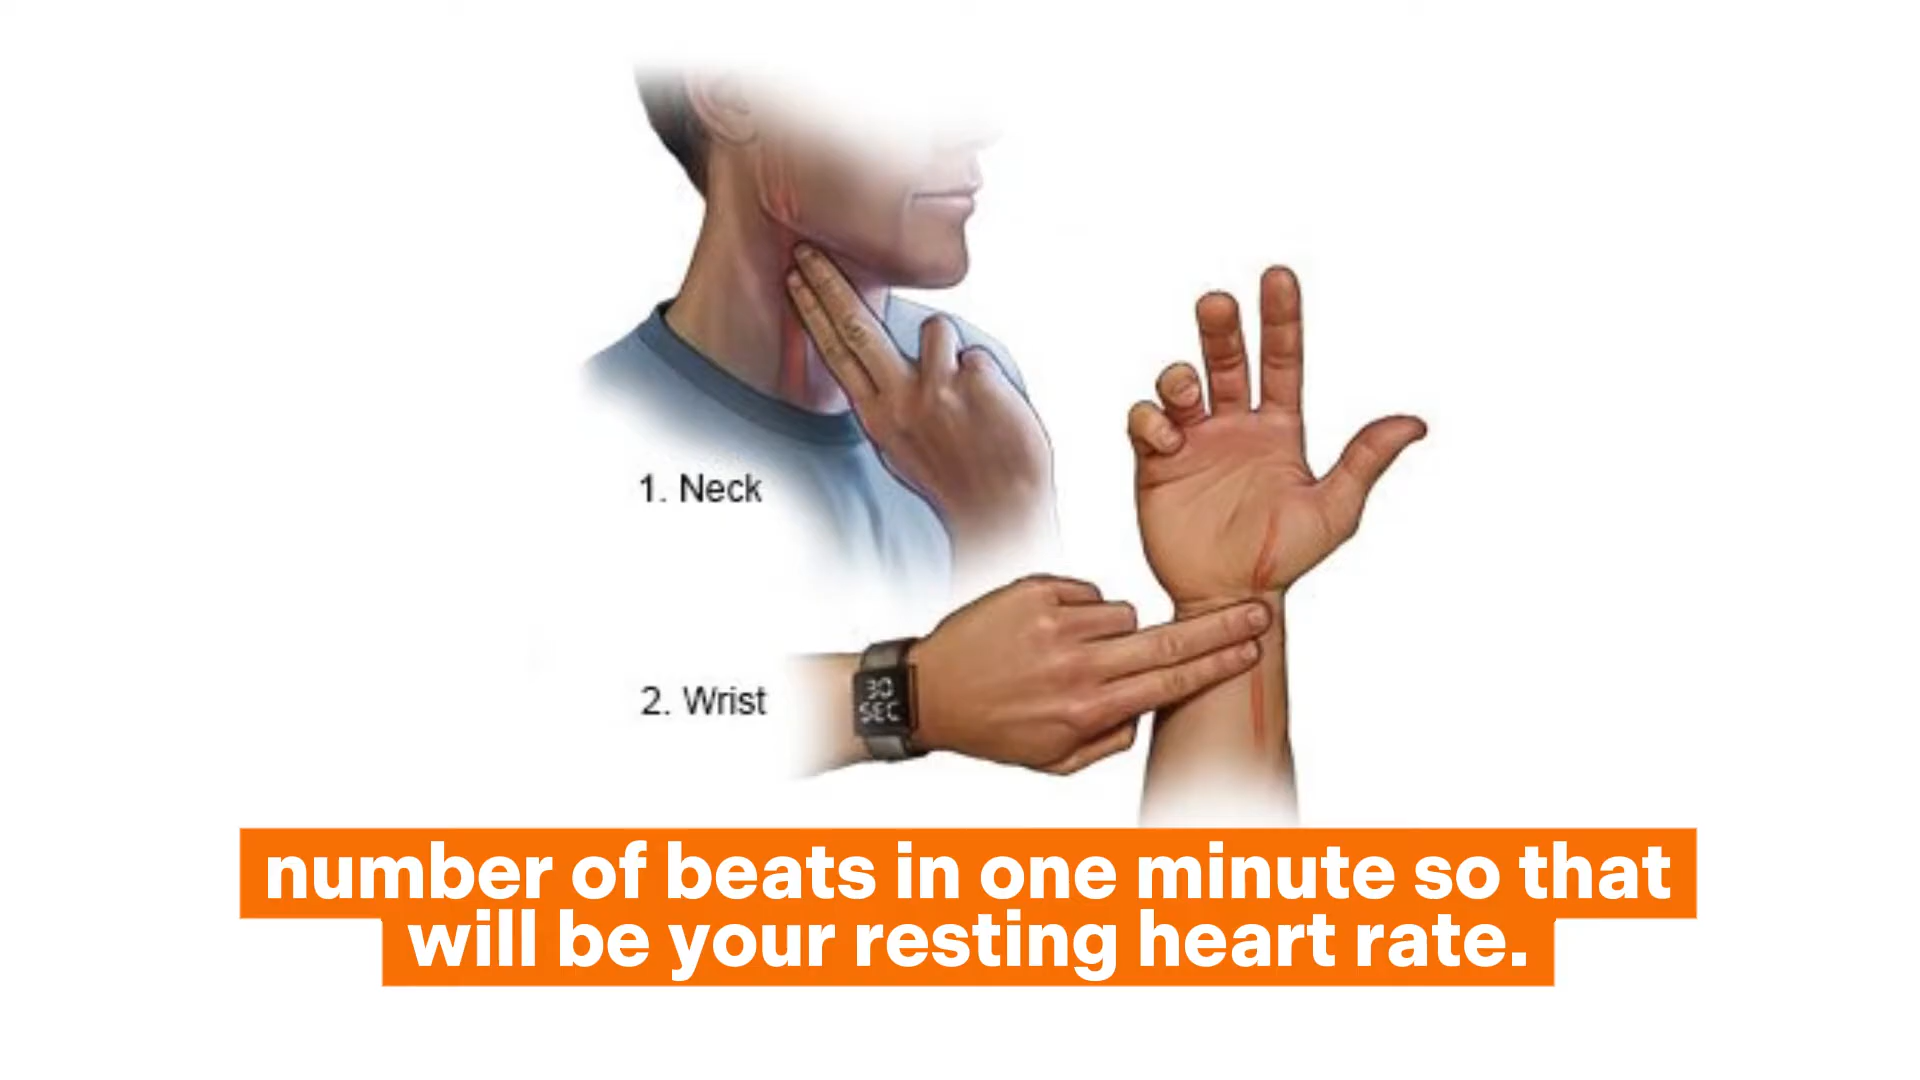 1. Neck
30
SEC
2. Wrist
number of beats in one minute so that
will be your resting heart rate.